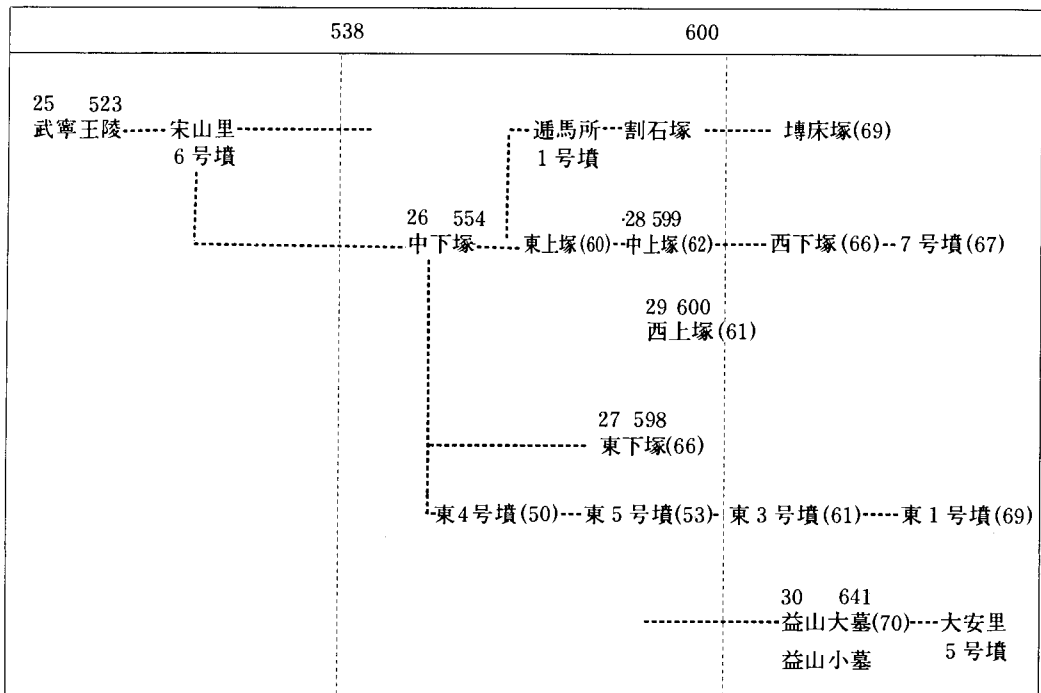 538 600
25 523
武寧王陵 宋山里 逓馬所 割石塚 塼床塚(69)
6号墳 1号墳
26 554 28 599
中下塚 東上塚(60) 中上塚(62) 西下塚(66) 7号墳(67)
29 600
西上塚(61)
27 598
東下塚(66)
東4号墳(50) 東5号墳(53) 東3号墳(61) 東1号墳(69)
30 641
益山大墓(70) 大安里
益山小墓 5号墳